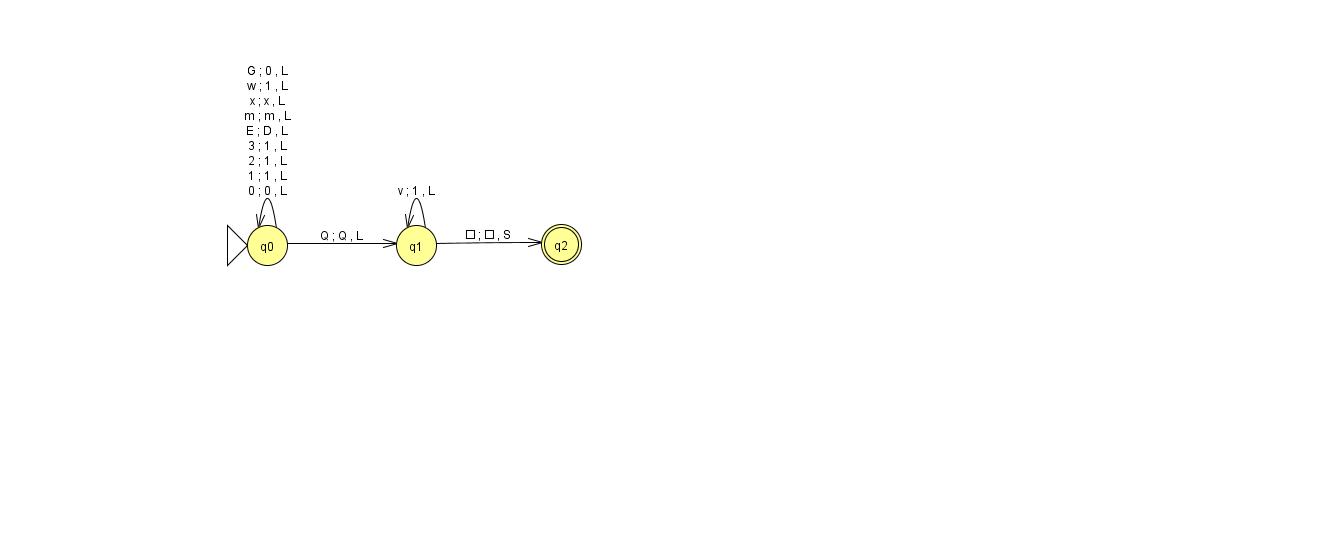 G ; 0 , L
w ; 1 , L
x ; x , L
m ; m , L
E ; D , L
3 ; 1 , L
2 ; 1 , L
1 ; 1 , L
0 ; 0 , L
v ; 1 , L
q0
Q ; Q , L
q1
□ ; □ , S
q2